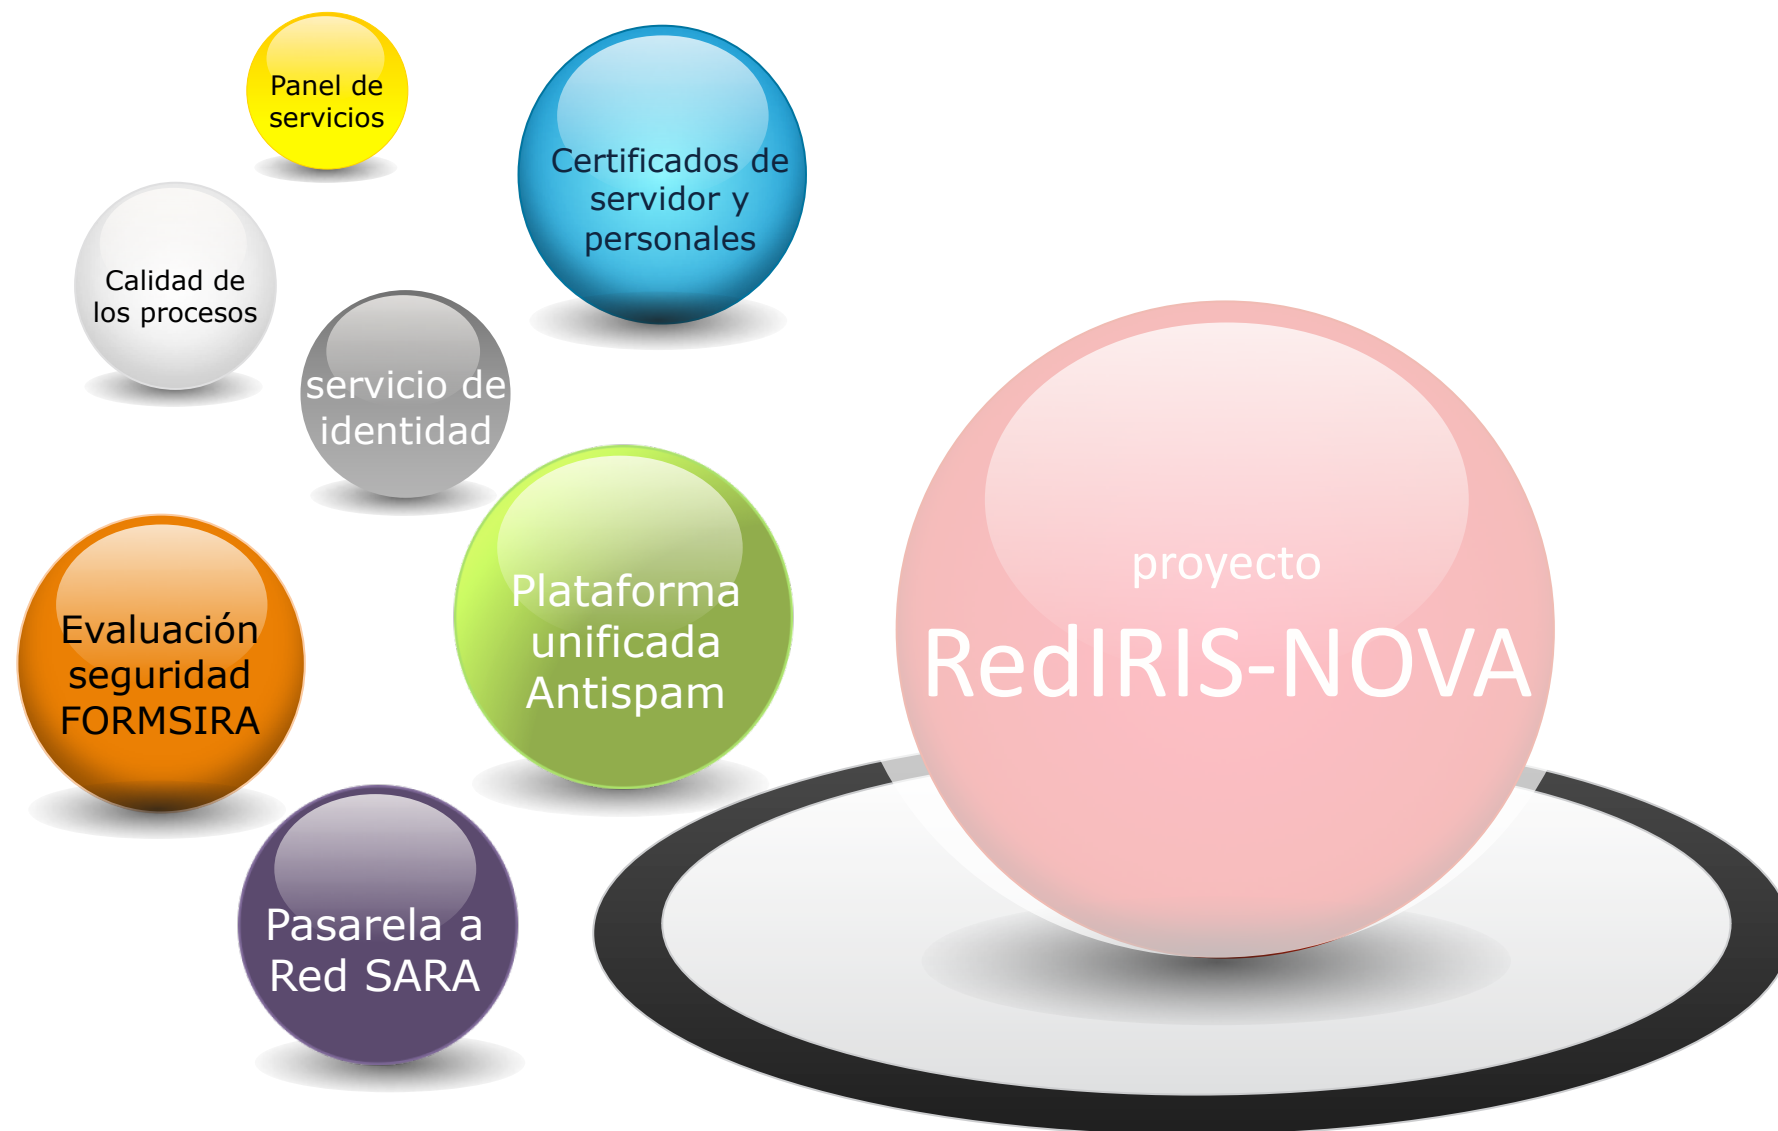 Panel de
servicios
Certificados de
servidor y
personales
Calidad de
los procesos
servicio de
identidad
Plataforma
unificada
Antispam
Evaluación
seguridad
FORMSIRA
Pasarela a
Red SARA
proyecto
RedIRIS-NOVA